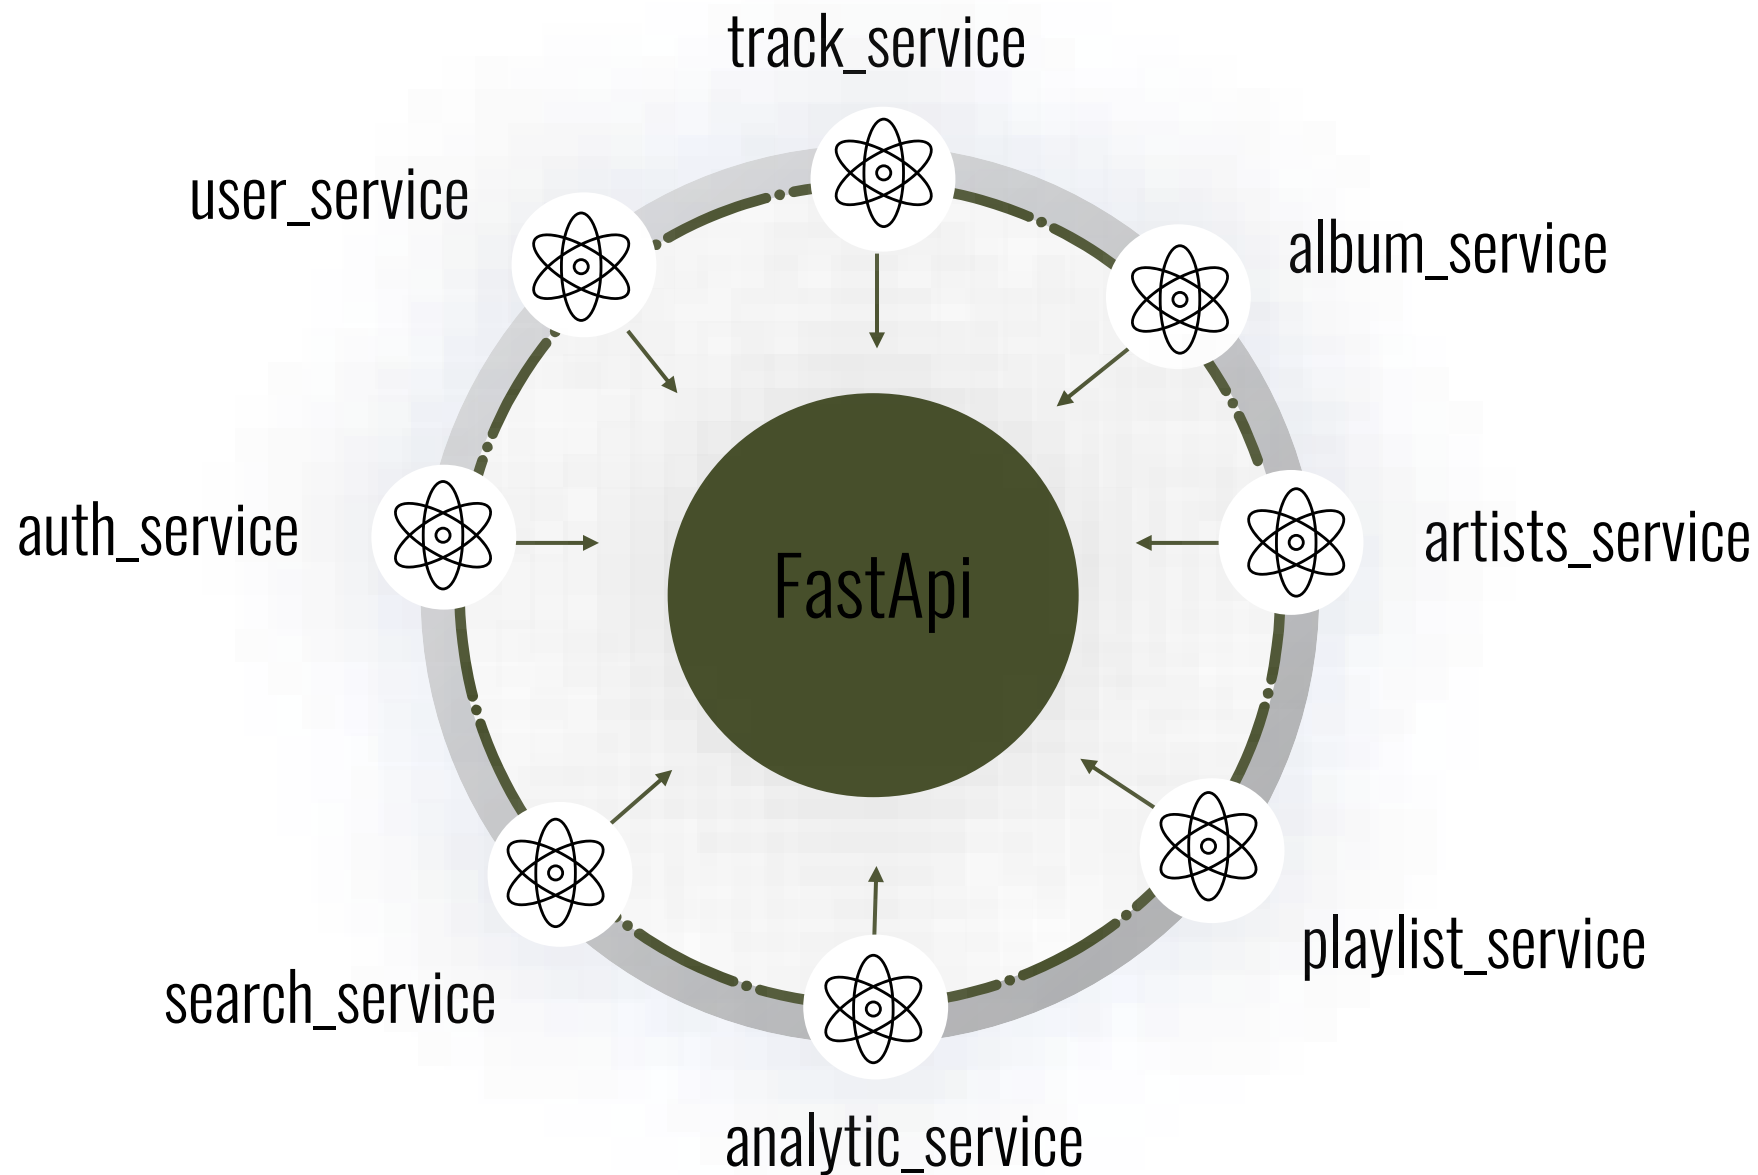 track_service
user_service
album_service
auth_service
artists_service
FastApi
playlist_service
search_service
analytic_service